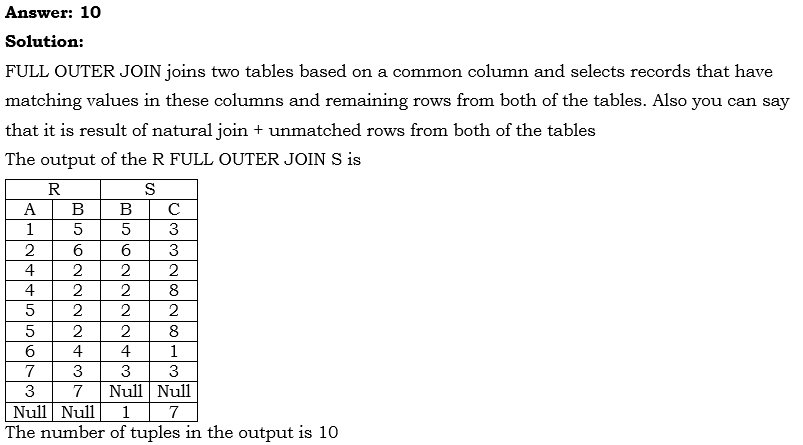 Answer: 10
Solution:
FULL OUTER JOIN joins two tables based on a common column and selects records that have
matching values in these columns and remaining rows from both of the tables. Also you can say
that it is result of natural join + unmatched rows from both of the tables
The output of the R FULL OUTER JOIN S is
R S
A B B C
1 5 5 3
2 6 6 3
4 2 2 2
4 2 2 8
5 2 2 2
5 2 2 8
6 4 4 1
7 3 3 3
3 7 Null Null
Null Null 1 7
The number of tuples in the output is 10